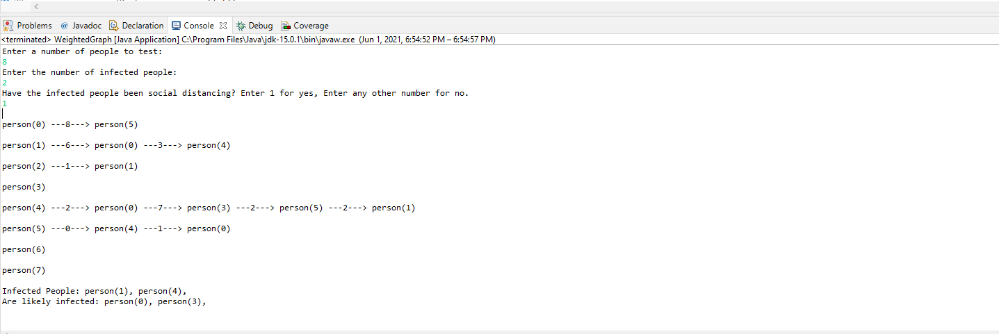 Problems @ Javadoc Declaration Console Debug Coverage
<terminated> WeightedGraph [Java Application] C:\Program Files\Java\jdk-15.0.1\bin\javaw.exe (Jun 1, 2021, 6:54:52 PM – 6:54:57 PM)
Enter a number of people to test:
8
Enter the number of infected people:
2
Have the infected people been social distancing? Enter 1 for yes, Enter any other number for no.
1
person(0) ---8---> person(5)
person(1) ---6---> person(0) ---3---> person(4)
person(2) ---1---> person(1)
person(3)
person(4) ---2---> person(0) ---7---> person(3) ---2---> person(5) ---2---> person(1)
person(5) ---0---> person(4) ---1---> person(0)
person(6)
person(7)
Infected People: person(1), person(4),
Are likely infected: person(0), person(3),